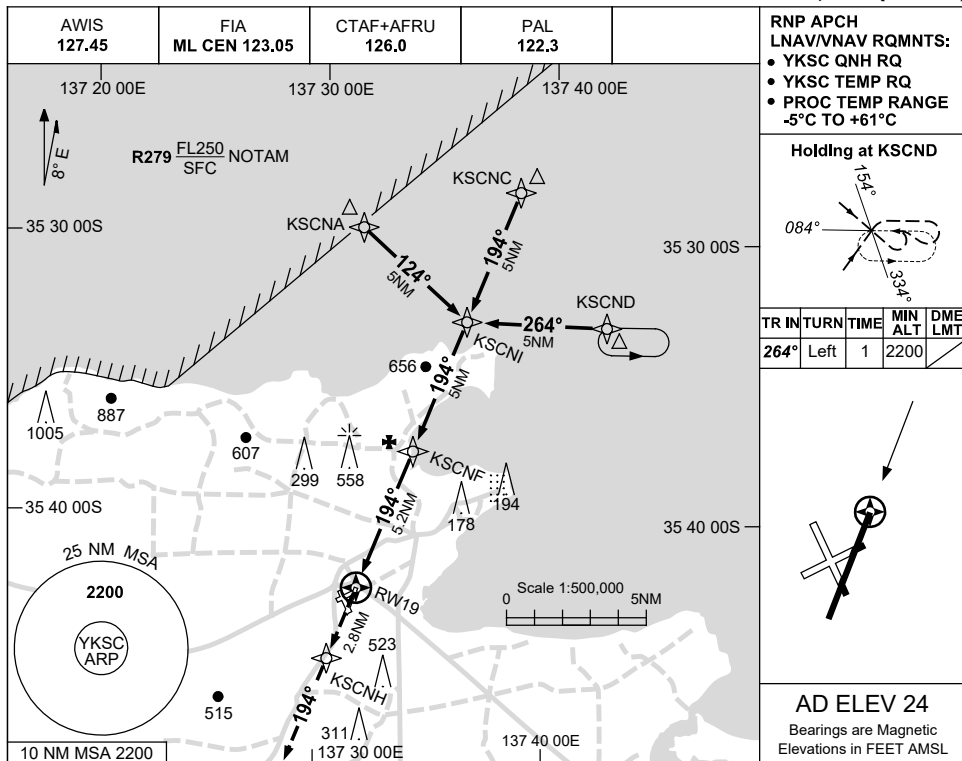 AWIS
127.45
FIA
ML CEN 123.05
CTAF+AFRU
126.0
PAL
122.3
RNP APCH
LNAV/VNAV RQMNTS:
● YKSC QNH RQ
● YKSC TEMP RQ
● PROC TEMP RANGE
-5°C TO +61°C
137 20 00E
137 30 00E
137 40 00E
8° E
R279 FL250 NOTAM
SFC
KSCNC
KSCNA
35 30 00S
35 30 00S
194°
5NM
124°
5NM
KSCND
264°
5NM
KSCNI
656
194°
5NM
887
1005
607
299
558
KSCNF
194
178
35 40 00S
35 40 00S
194°
5.2NM
25 NM MSA
2200
YKSC
ARP
RW19
Scale 1:500,000
0
5NM
2.8NM
523
KSCNH
515
194°
311
10 NM MSA 2200
137 30 00E
137 40 00E
Holding at KSCND
154°
084°
334°
TR IN TURN TIME MIN ALT DME LMT
264° Left 1 2200
AD ELEV 24
Bearings are Magnetic
Elevations in FEET AMSL